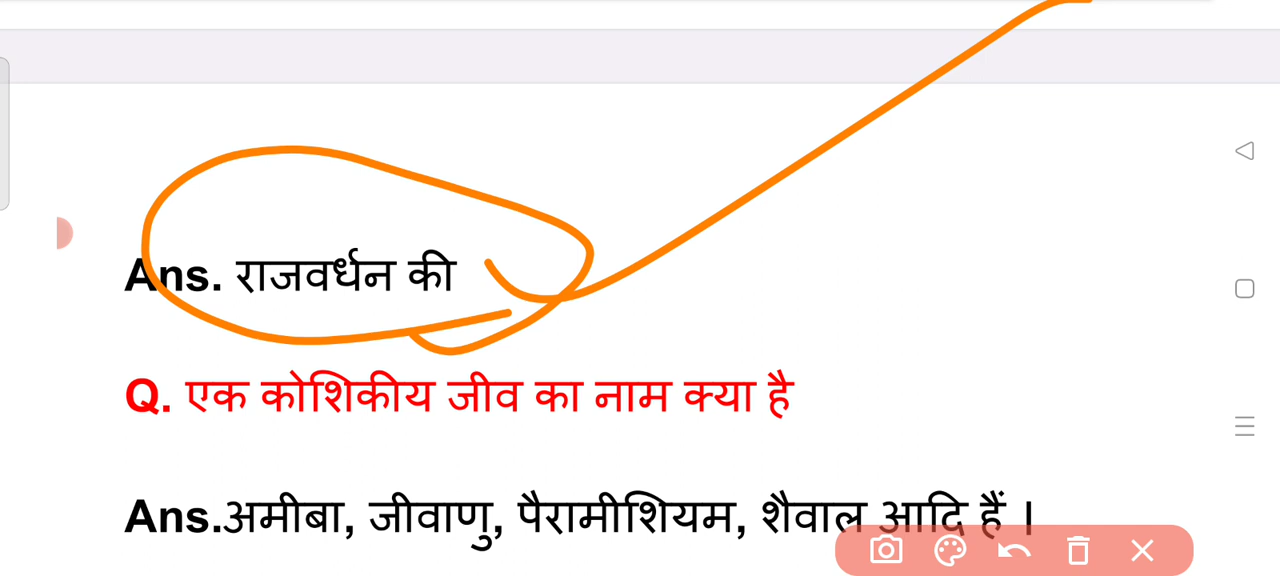 Ans. राजवर्धन की
Q. एक कोशिकीय जीव का नाम क्या है
Ans.अमीबा, जीवाणु, पैरामीशियम, शैवाल आदि हैं ।